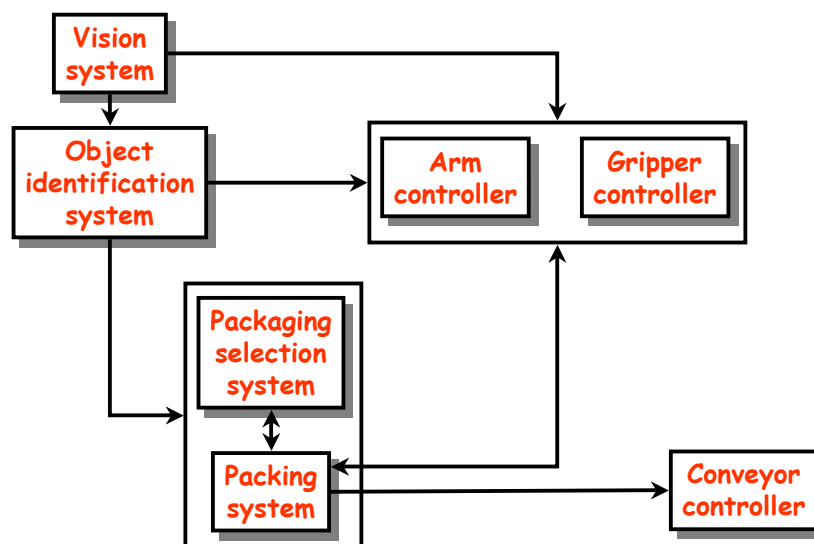 Vision
system
Object
identification
system
Arm
controller
Gripper
controller
Packaging
selection
system
Packing
system
Conveyor
controller